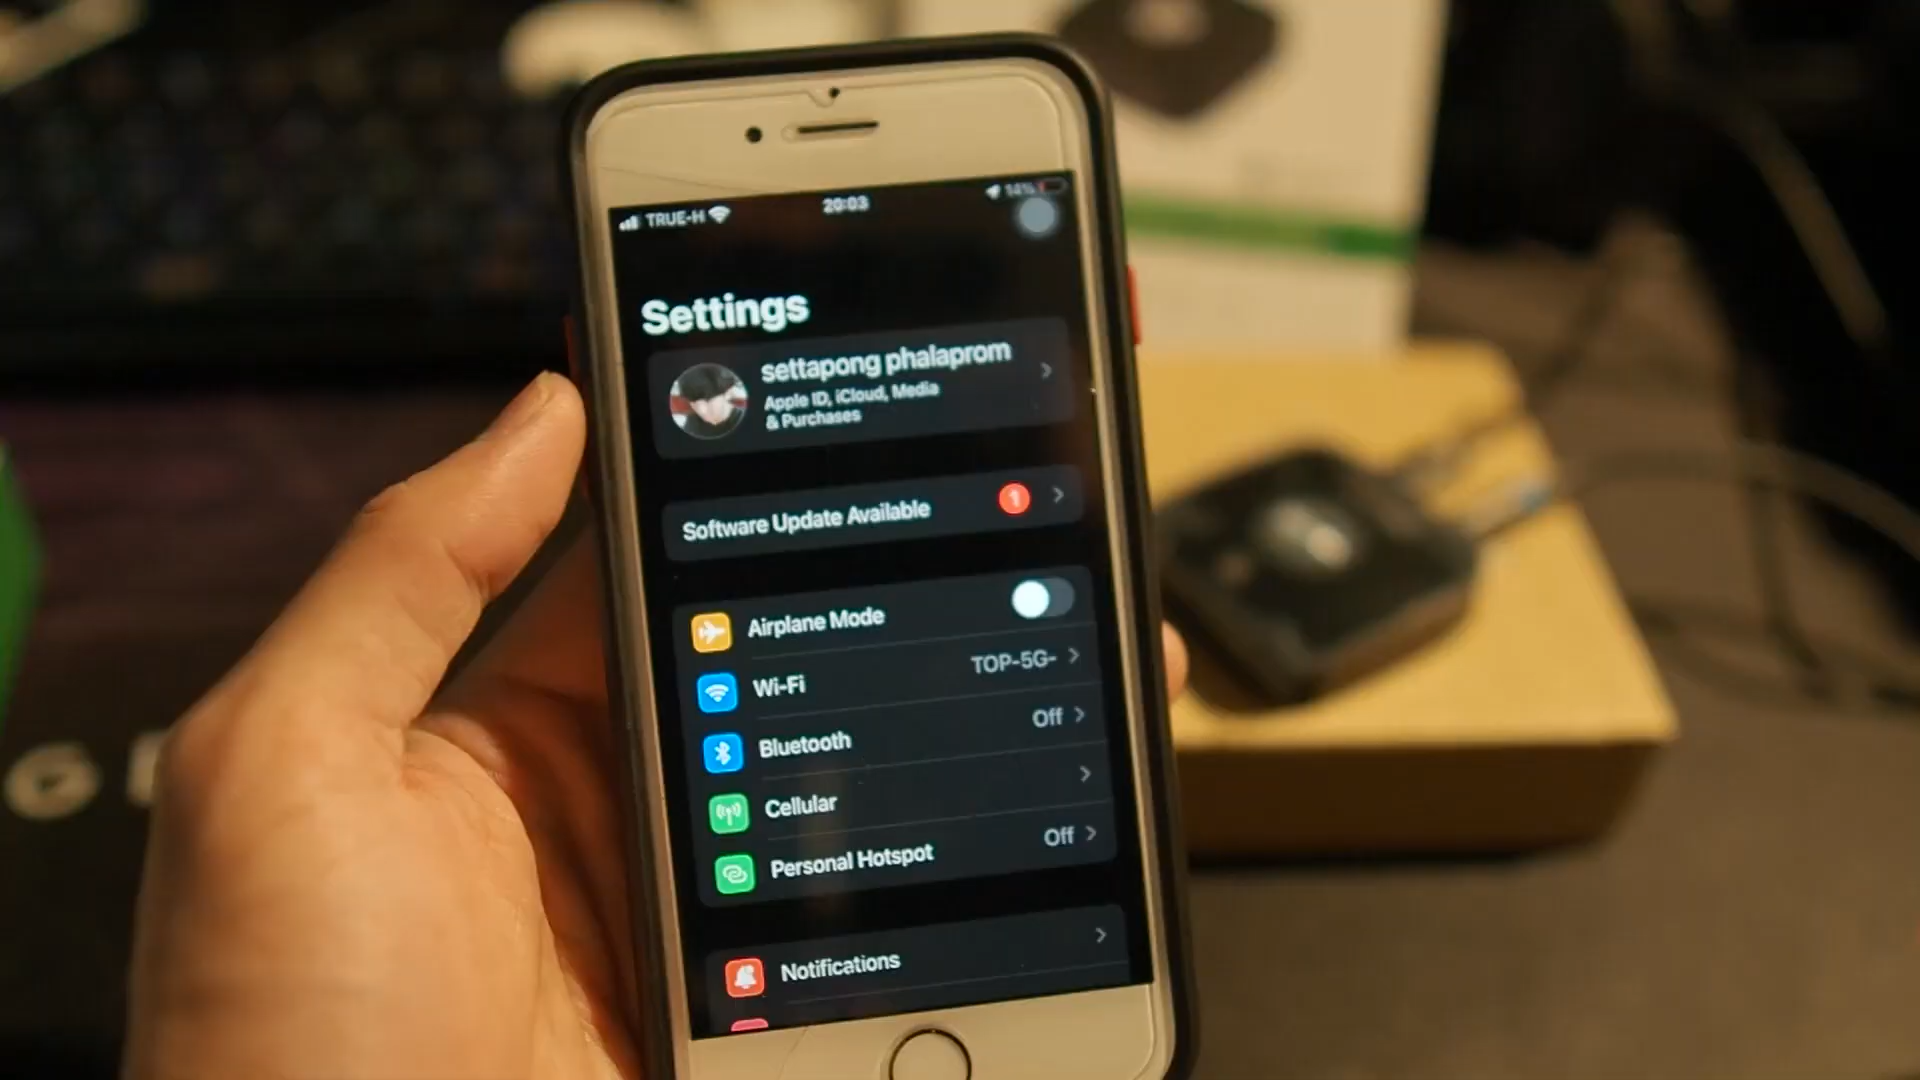 TRUE-H
20:03
14%
Settings
settapong phalaprom
Apple ID, iCloud, Media
& Purchases
Software Update Available
1
Airplane Mode
Wi-Fi
TOP-5G-
Bluetooth
Off
Cellular
Personal Hotspot
Off
Notifications